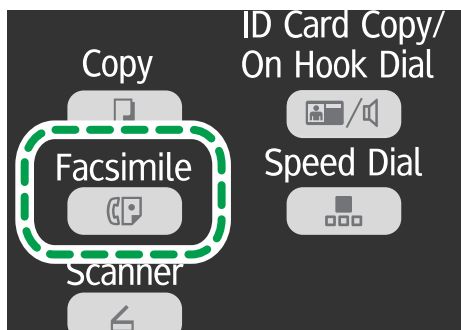 Copy
ID Card Copy/
On Hook Dial
Facsimile
Speed Dial
Scanner